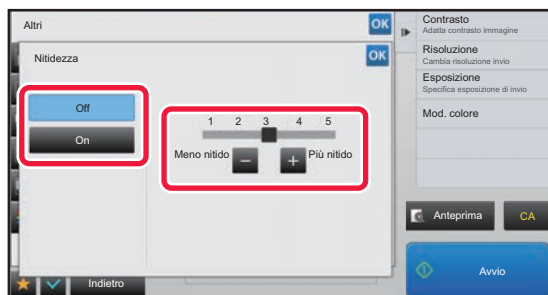 Altri
OK
Nitidezza
OK
Off
On
1 2 3 4 5
Meno nitido
Più nitido
Indietro
Contrasto
Adatta contrasto immagine
Risoluzione
Cambia risoluzione invio
Esposizione
Specifica esposizione di invio
Mod. colore
Anteprima
CA
Avvio